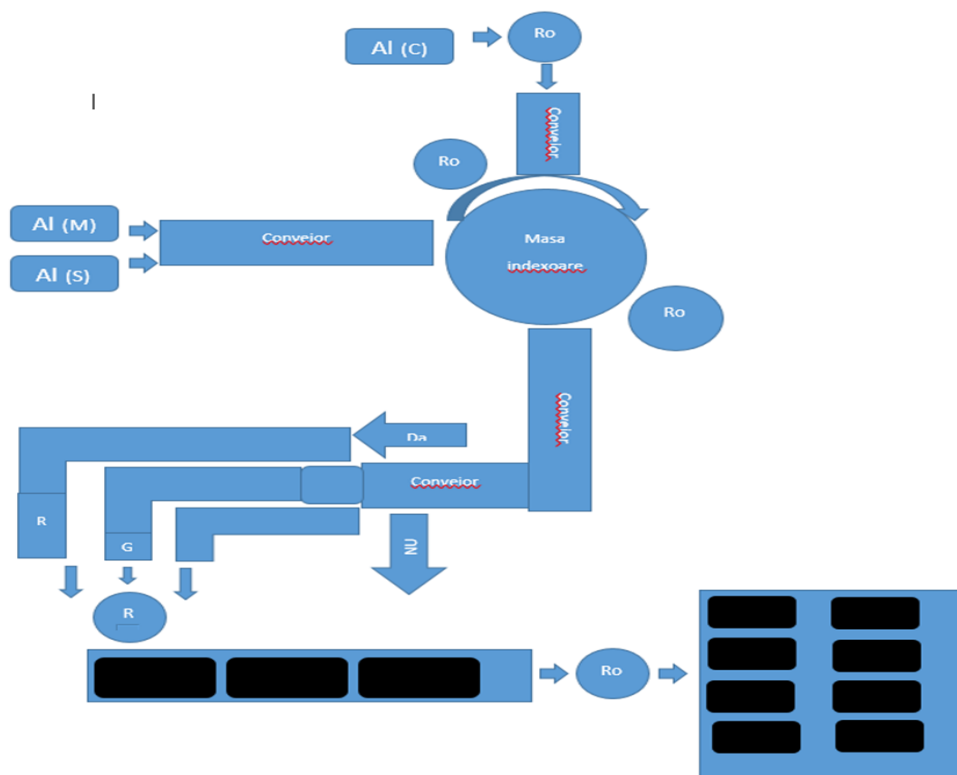 Al (C)
Ro
Conveior
Ro
Al (M)
Conveior
Masa
indexoare
Al (S)
Ro
Conveior
Da
Conveior
R
G
NU
R
Ro